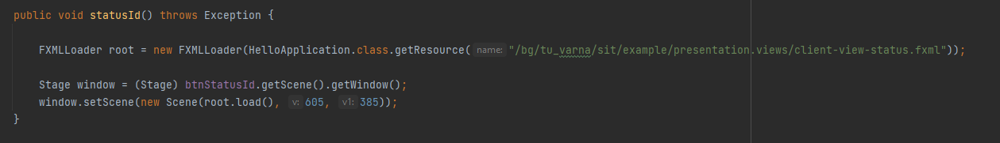 public void statusId() throws Exception {
FXMLLoader root = new FXMLLoader(HelloApplication.class.getResource( name: "/bg/tu_varna/sit/example/presentation.views/client-view-status.fxml"));
Stage window = (Stage) btnStatusId.getScene().getWindow();
window.setScene(new Scene(root.load(), v: 605, v1: 385));
}